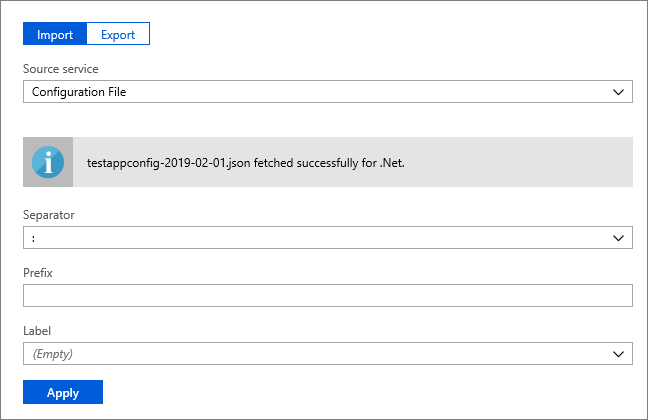 Import Export
Source service
Configuration File
testappconfig-2019-02-01.json fetched successfully for .Net.
Separator
:
Prefix
Label
(Empty)
Apply